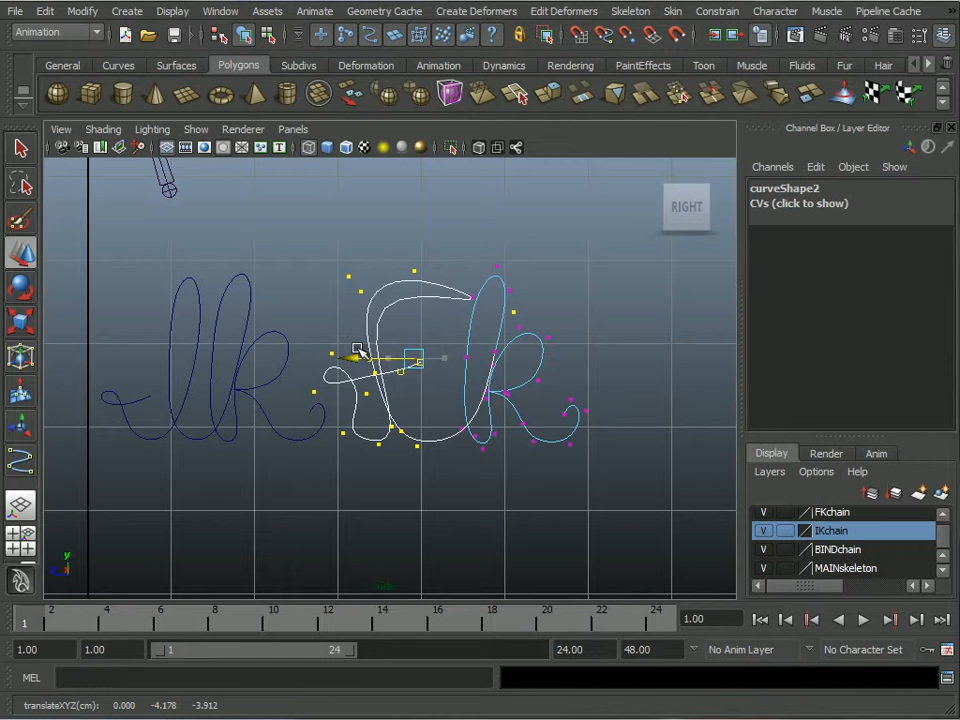 File Edit Modify Create Display Window Assets Animate Geometry Cache Create Deformers Edit Deformers Skeleton Skin Constrain Character Muscle Pipeline Cache »
Animation
General Curves Surfaces Polygons Subdivs Deformation Animation Dynamics Rendering PaintEffects Toon Muscle Fluids Fur Hair
View Shading Lighting Show Renderer Panels
Channel Box / Layer Editor
Channels Edit Object Show
curveShape2
CVs (click to show)
RIGHT
side
y
Display Render Anim
Layers Options Help
V FKchain
V IKchain
V BINDchain
V MAINskeleton
2 4 6 8 10 12 14 16 18 20 22 24
1
1.00
1.00 1.00 1 24 24.00 48.00 No Anim Layer No Character Set
MEL
translateXYZ(cm): 0.000 -4.178 -3.912